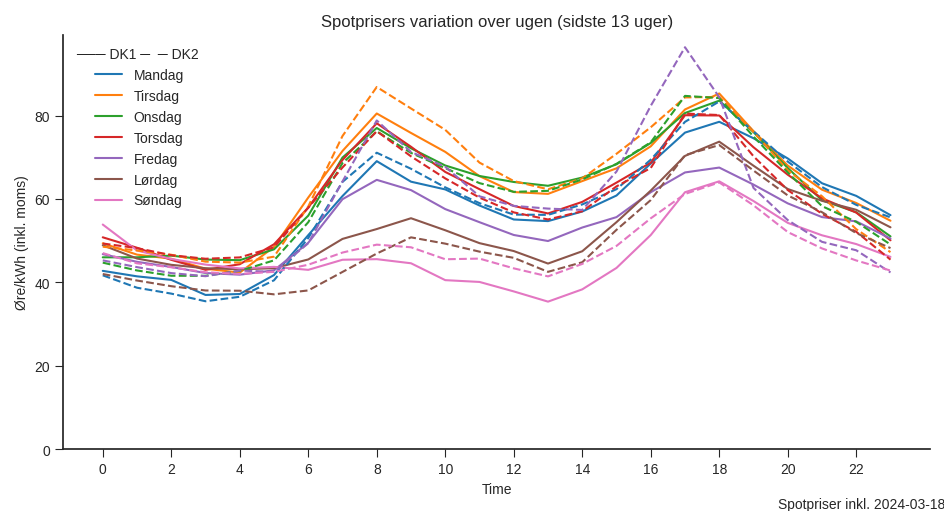 Spotprisers variation over ugen (sidste 13 uger)
DK1 DK2
Mandag
Tirsdag
Onsdag
Torsdag
Fredag
Lørdag
Søndag
Øre/kWh (inkl. moms)
80
60
40
20
0
0 2 4 6 8 10 12 14 16 18 20 22
Time
Spotpriser inkl. 2024-03-18